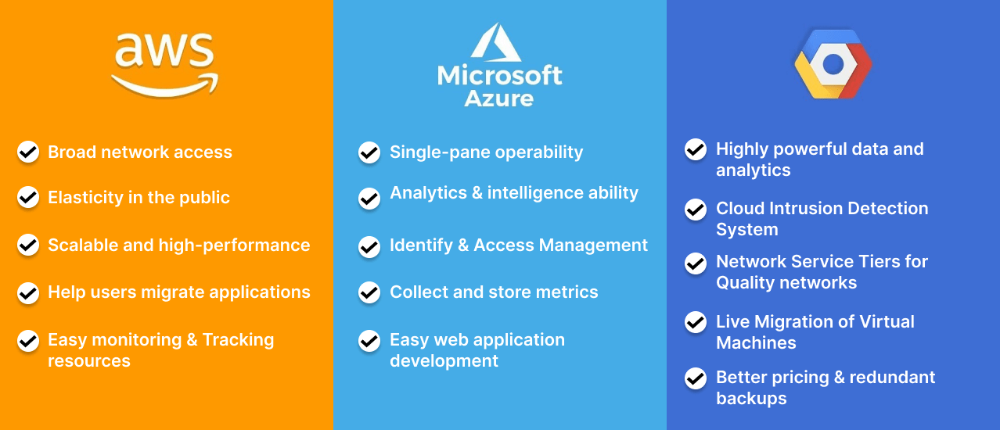 aws
Broad network access
Elasticity in the public
Scalable and high-performance
Help users migrate applications
Easy monitoring & Tracking
resources
Microsoft
Azure
Single-pane operability
Analytics & intelligence ability
Identify & Access Management
Collect and store metrics
Easy web application
development
Highly powerful data and
analytics
Cloud Intrusion Detection
System
Network Service Tiers for
Quality networks
Live Migration of Virtual
Machines
Better pricing & redundant
backups